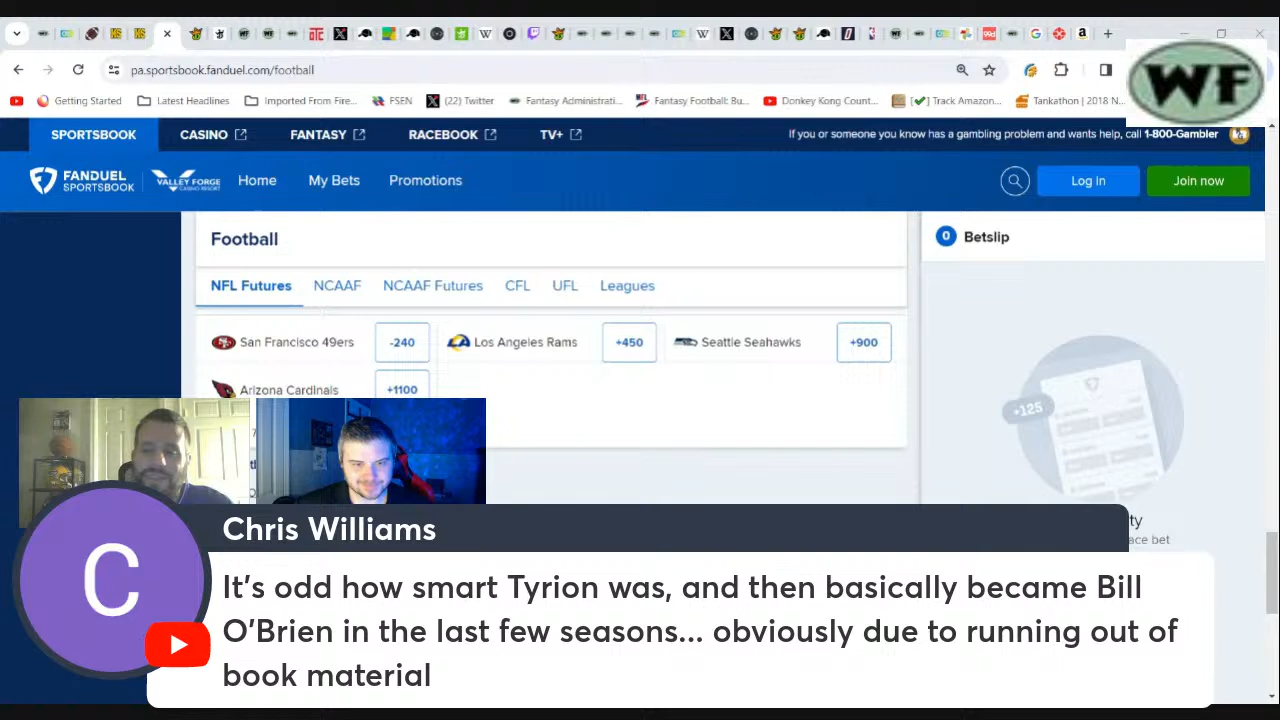 pa.sportsbook.fanduel.com/football
Getting Started
Latest Headlines
Imported From Fire...
FSEN
(22) Twitter
Fantasy Administrati...
Fantasy Football: Bu...
Donkey Kong Count...
Track Amazon...
Tankathon | 2018 N...
WF
SPORTSBOOK
CASINO
FANTASY
RACEBOOK
TV+
If you or someone you know has a gambling problem and wants help, call 1-800-Gambler
FANDUEL
SPORTSBOOK
VALLEY FORGE
CASINO RESORT
Home
My Bets
Promotions
Log in
Join now
Football
0 Betslip
NFL Futures
NCAAF
NCAAF Futures
CFL
UFL
Leagues
San Francisco 49ers
-240
Los Angeles Rams
+450
Seattle Seahawks
+900
Arizona Cardinals
+1100
+125
ace bet
C
Chris Williams
It's odd how smart Tyrion was, and then basically became Bill
O'Brien in the last few seasons... obviously due to running out of
book material